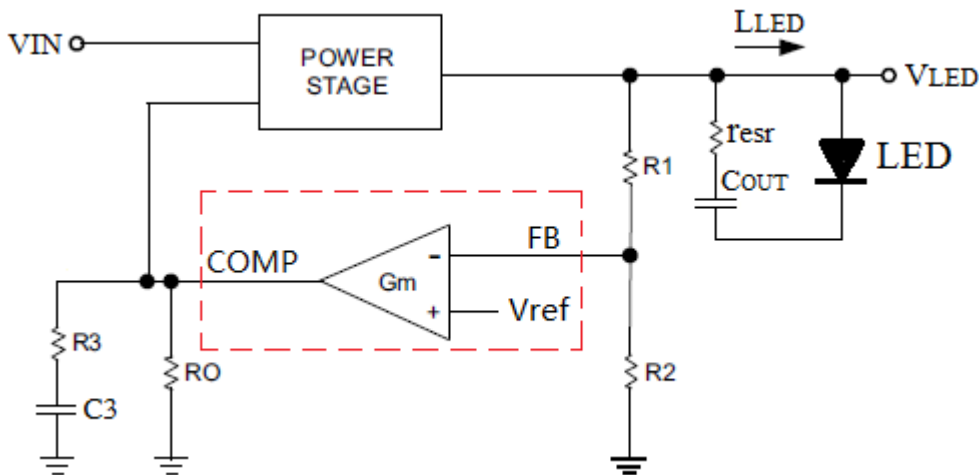 VIN
POWER
STAGE
LLED
VLED
resr
COUT
LED
R1
COMP
FB
Gm
-
+
Vref
R3
RO
R2
C3